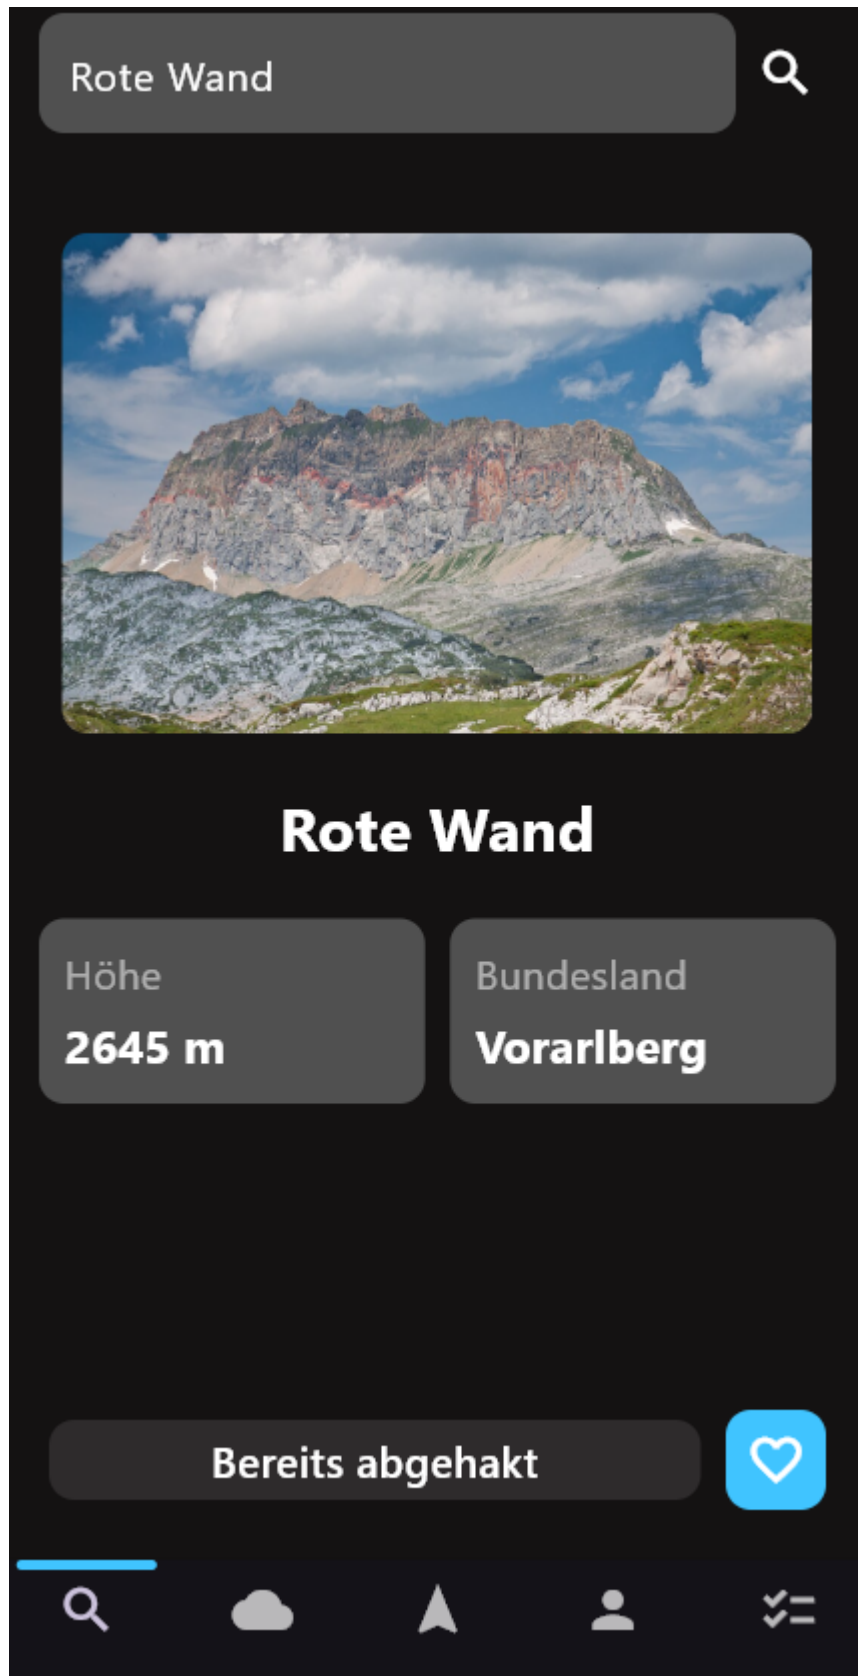 Rote Wand
Rote Wand
Höhe
Bundesland
2645 m
Vorarlberg
Bereits abgehakt